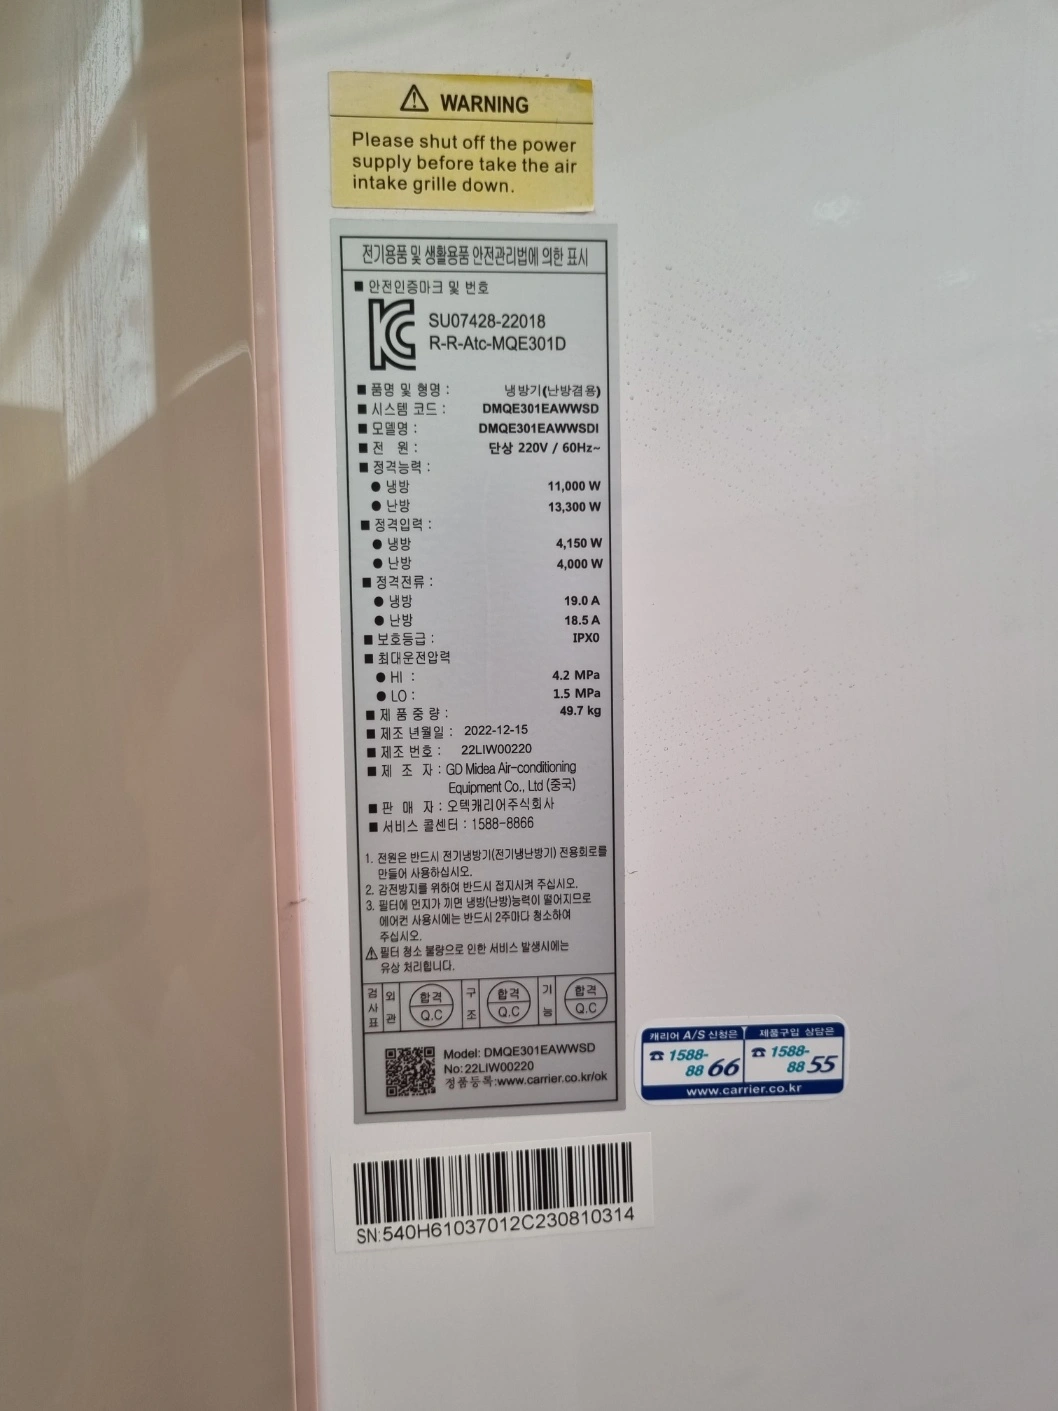 ⚠ WARNING
Please shut off the power
supply before take the air
intake grille down.
전기용품 및 생활용품 안전관리법에 의한 표시
■ 안전인증마크 및 번호
SU07428-22018
R-R-Atc-MQE301D
■ 품명 및 형명 : 냉방기(난방겸용)
■ 시스템 코드 : DMQE301EAWWSD
■ 모델명 : DMQE301EAWWSDI
■ 전 원 : 단상 220V / 60Hz~
■ 정격능력 :
● 냉방 11,000 W
● 난방 13,300 W
■ 정격입력 :
● 냉방 4,150 W
● 난방 4,000 W
■ 정격전류 :
● 냉방 19.0 A
● 난방 18.5 A
■ 보호등급 : IPX0
■ 최대운전압력
● HI : 4.2 MPa
● LO : 1.5 MPa
■ 제 품 중 량 : 49.7 kg
■ 제조 년월일 : 2022-12-15
■ 제조 번호 : 22LIW00220
■ 제 조 자 : GD Midea Air-conditioning
Equipment Co., Ltd (중국)
■ 판 매 자 : 오텍캐리어주식회사
■ 서비스 콜센터 : 1588-8866
1. 전원은 반드시 전기냉방기(전기냉난방기) 전용회로를
만들어 사용하십시오.
2. 감전방지를 위하여 반드시 접지시켜 주십시오.
3. 필터에 먼지가 끼면 냉방(난방)능력이 떨어지므로
에어컨 사용시에는 반드시 2주마다 청소하여
주십시오.
⚠ 필터 청소 불량으로 인한 서비스 발생시에는
유상 처리됩니다.
검사표 외관 합격 Q.C 구조 합격 Q.C 기능 합격 Q.C
Model: DMQE301EAWWSD
No:22LIW00220
정품등록:www.carrier.co.kr/ok
캐리어 A/S 신청은 제품구입 상담은
☎ 1588-8866 ☎ 1588-8855
www.carrier.co.kr
SN:540H61037012C230810314